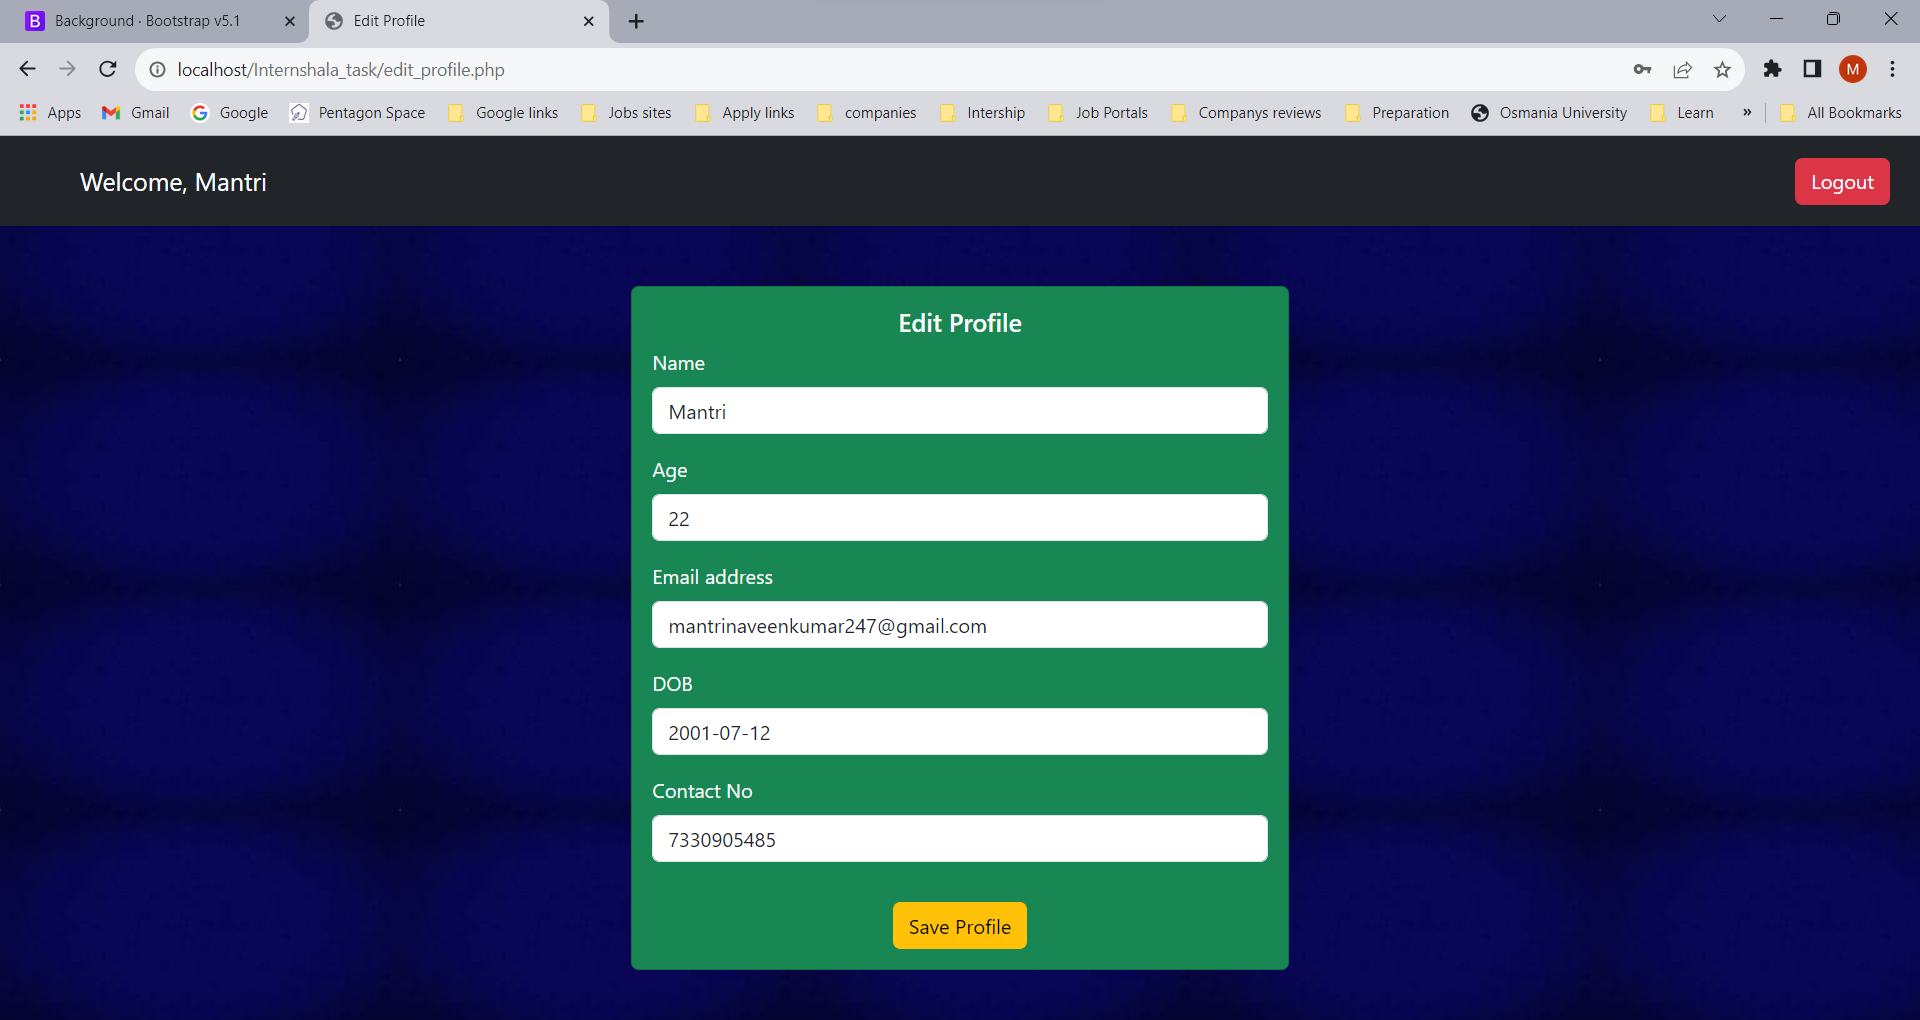 Background · Bootstrap v5.1
Edit Profile
localhost/Internshala_task/edit_profile.php
M
Apps Gmail Google Pentagon Space Google links Jobs sites Apply links companies Intership Job Portals Companys reviews Preparation Osmania University Learn » All Bookmarks
Welcome, Mantri
Logout
Edit Profile
Name
Mantri
Age
22
Email address
mantrinaveenkumar247@gmail.com
DOB
2001-07-12
Contact No
7330905485
Save Profile